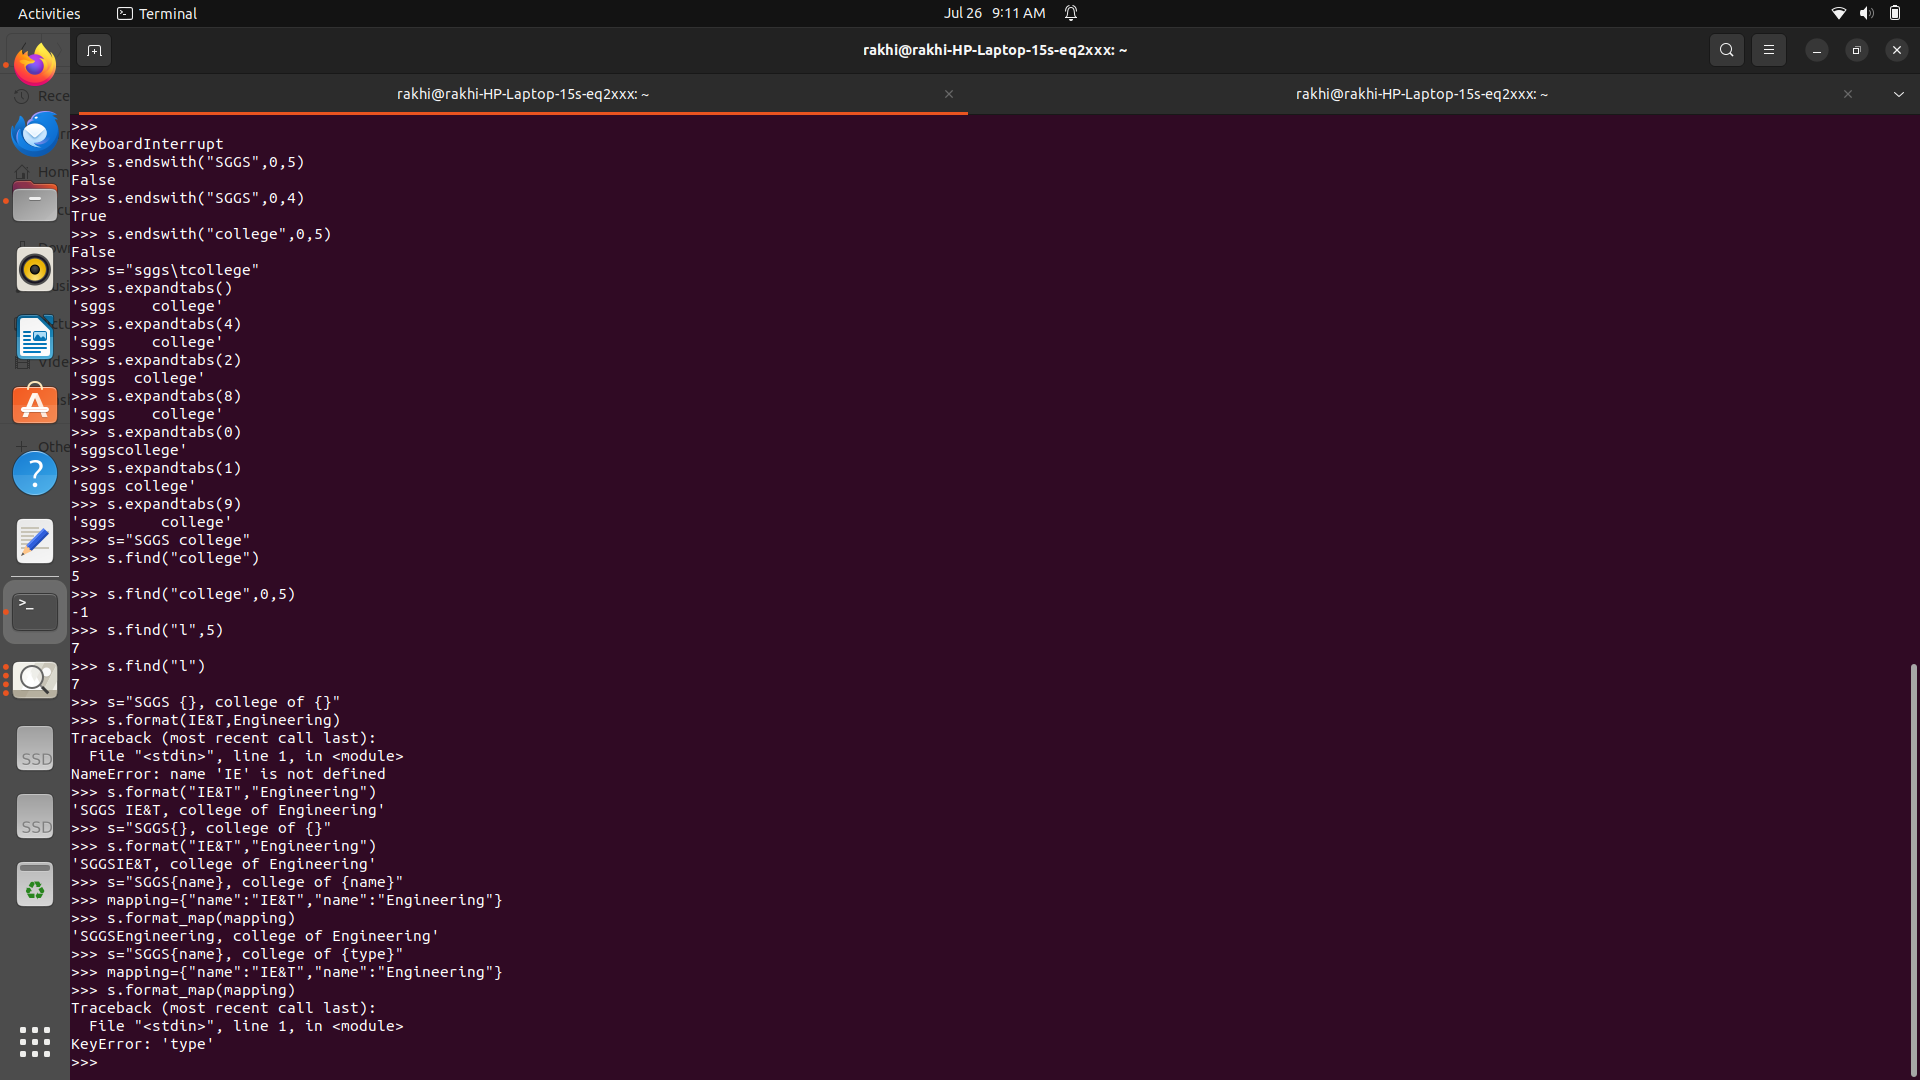 Activities
Terminal
Jul 26 9:11 AM
rakhi@rakhi-HP-Laptop-15s-eq2xxx: ~
rakhi@rakhi-HP-Laptop-15s-eq2xxx: ~
rakhi@rakhi-HP-Laptop-15s-eq2xxx: ~
>>>
KeyboardInterrupt
>>> s.endswith("SGGS",0,5)
False
>>> s.endswith("SGGS",0,4)
True
>>> s.endswith("college",0,5)
False
>>> s="sggs\tcollege"
>>> s.expandtabs()
'sggs    college'
>>> s.expandtabs(4)
'sggs    college'
>>> s.expandtabs(2)
'sggs  college'
>>> s.expandtabs(8)
'sggs    college'
>>> s.expandtabs(0)
'sggscollege'
>>> s.expandtabs(1)
'sggs college'
>>> s.expandtabs(9)
'sggs     college'
>>> s="SGGS college"
>>> s.find("college")
5
>>> s.find("college",0,5)
-1
>>> s.find("l",5)
7
>>> s.find("l")
7
>>> s="SGGS {}, college of {}"
>>> s.format(IE&T,Engineering)
Traceback (most recent call last):
  File "<stdin>", line 1, in <module>
NameError: name 'IE' is not defined
>>> s.format("IE&T","Engineering")
'SGGS IE&T, college of Engineering'
>>> s="SGGS{}, college of {}"
>>> s.format("IE&T","Engineering")
'SGGSIE&T, college of Engineering'
>>> s="SGGS{name}, college of {name}"
>>> mapping={"name":"IE&T","name":"Engineering"}
>>> s.format_map(mapping)
'SGGSEngineering, college of Engineering'
>>> s="SGGS{name}, college of {type}"
>>> mapping={"name":"IE&T","name":"Engineering"}
>>> s.format_map(mapping)
Traceback (most recent call last):
  File "<stdin>", line 1, in <module>
KeyError: 'type'
>>>
Rece
Hom
Vide
Othe
SSD
SSD